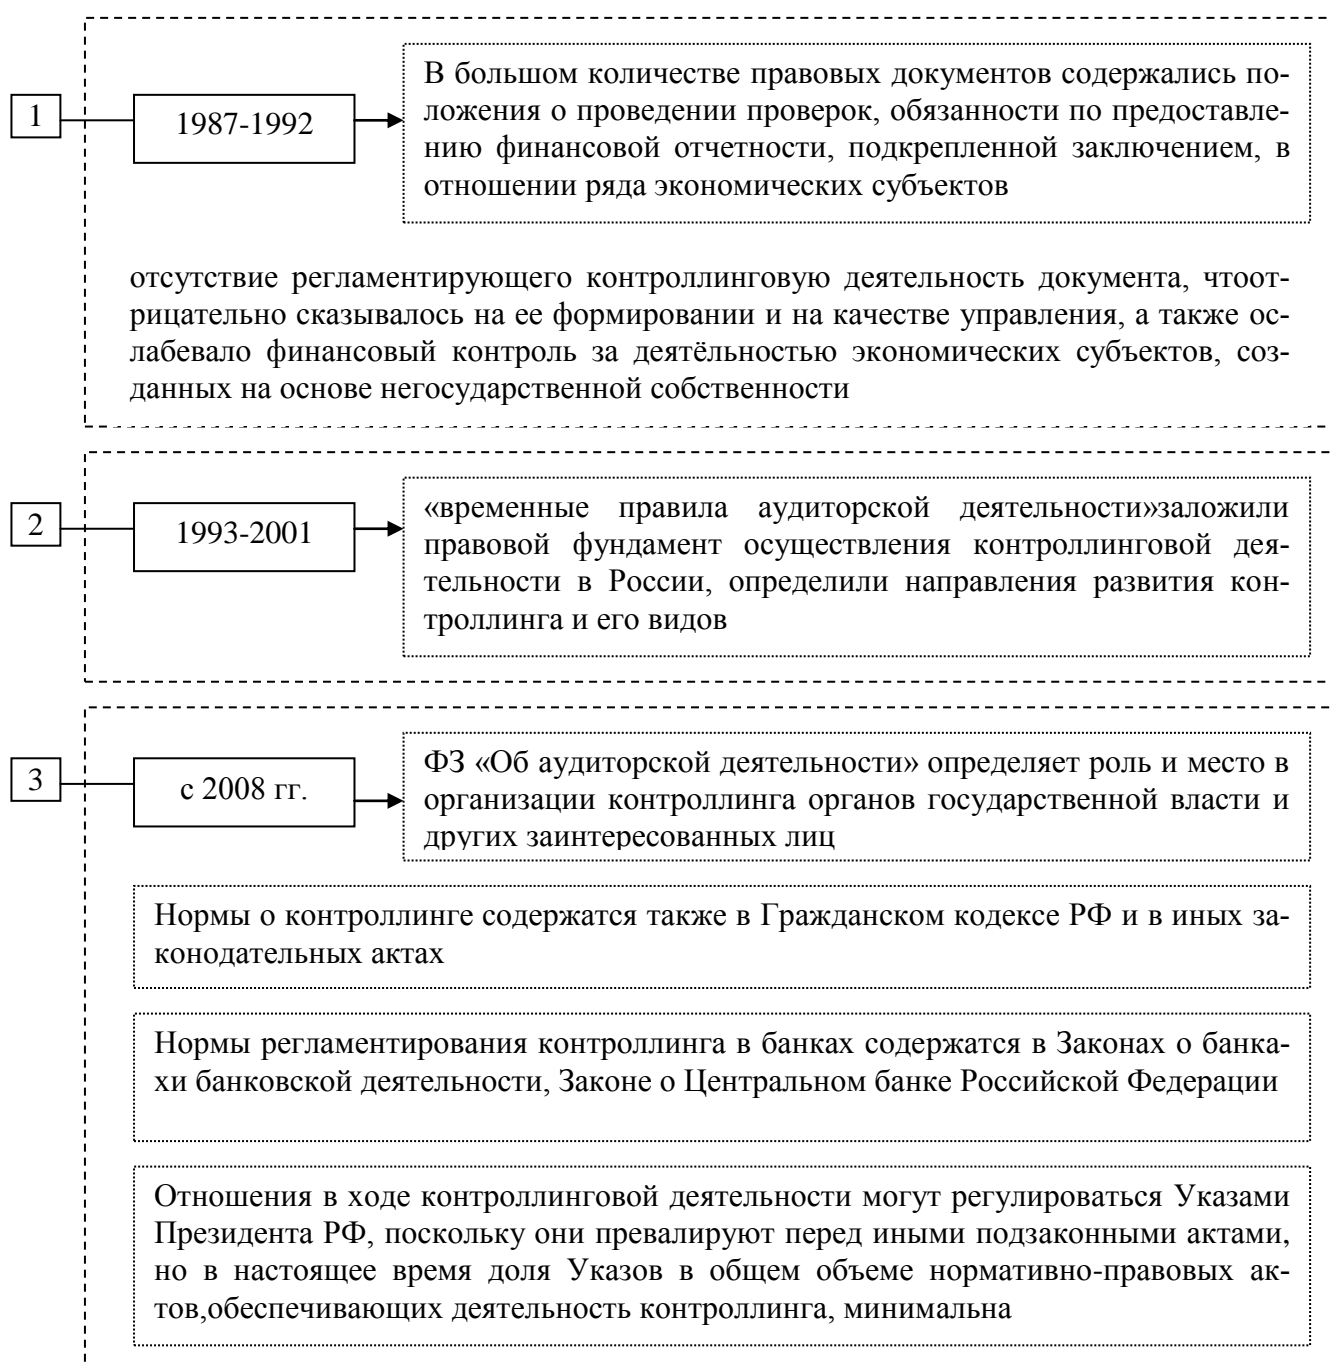 1
1987-1992
В большом количестве правовых документов содержались по-
ложения о проведении проверок, обязанности по предоставле-
нию финансовой отчетности, подкрепленной заключением, в
отношении ряда экономических субъектов
отсутствие регламентирующего контроллинговую деятельность документа, чтоот-
рицательно сказывалось на ее формировании и на качестве управления, а также ос-
лабевало финансовый контроль за деятёльностью экономических субъектов, соз-
данных на основе негосударственной собственности
2
1993-2001
«временные правила аудиторской деятельности»заложили
правовой фундамент осуществления контроллинговой дея-
тельности в России, определили направления развития кон-
троллинга и его видов
3
с 2008 гг.
ФЗ «Об аудиторской деятельности» определяет роль и место в
организации контроллинга органов государственной власти и
других заинтересованных лиц
Нормы о контроллинге содержатся также в Гражданском кодексе РФ и в иных за-
конодательных актах
Нормы регламентирования контроллинга в банках содержатся в Законах о банка-
хи банковской деятельности, Законе о Центральном банке Российской Федерации
Отношения в ходе контроллинговой деятельности могут регулироваться Указами
Президента РФ, поскольку они превалируют перед иными подзаконными актами,
но в настоящее время доля Указов в общем объеме нормативно-правовых ак-
тов,обеспечивающих деятельность контроллинга, минимальна